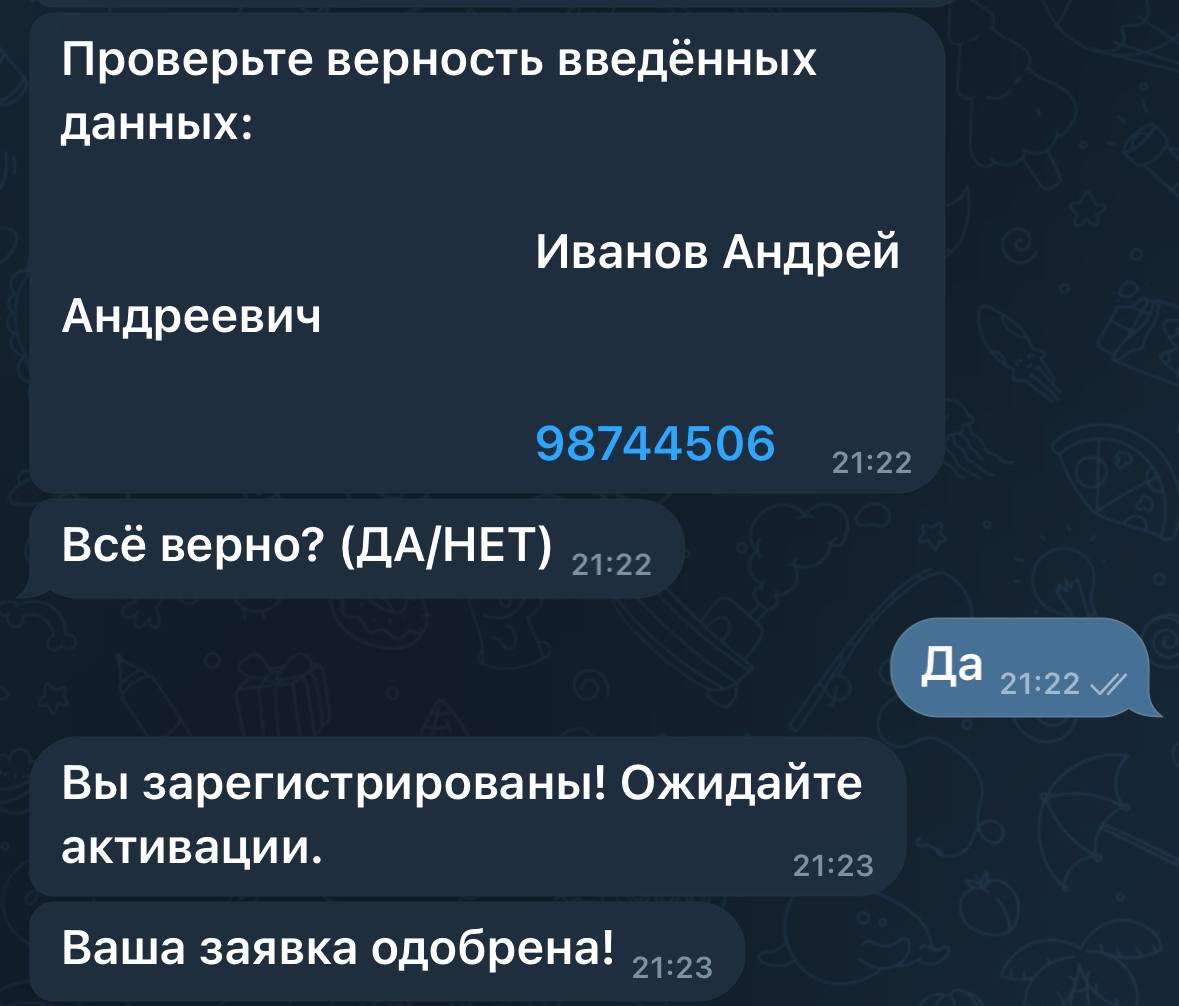 Проверьте верность введённых
данных:
Иванов Андрей
Андреевич
98744506
21:22
Всё верно? (ДА/НЕТ) 21:22
Да 21:22
Вы зарегистрированы! Ожидайте
активации.
21:23
Ваша заявка одобрена! 21:23